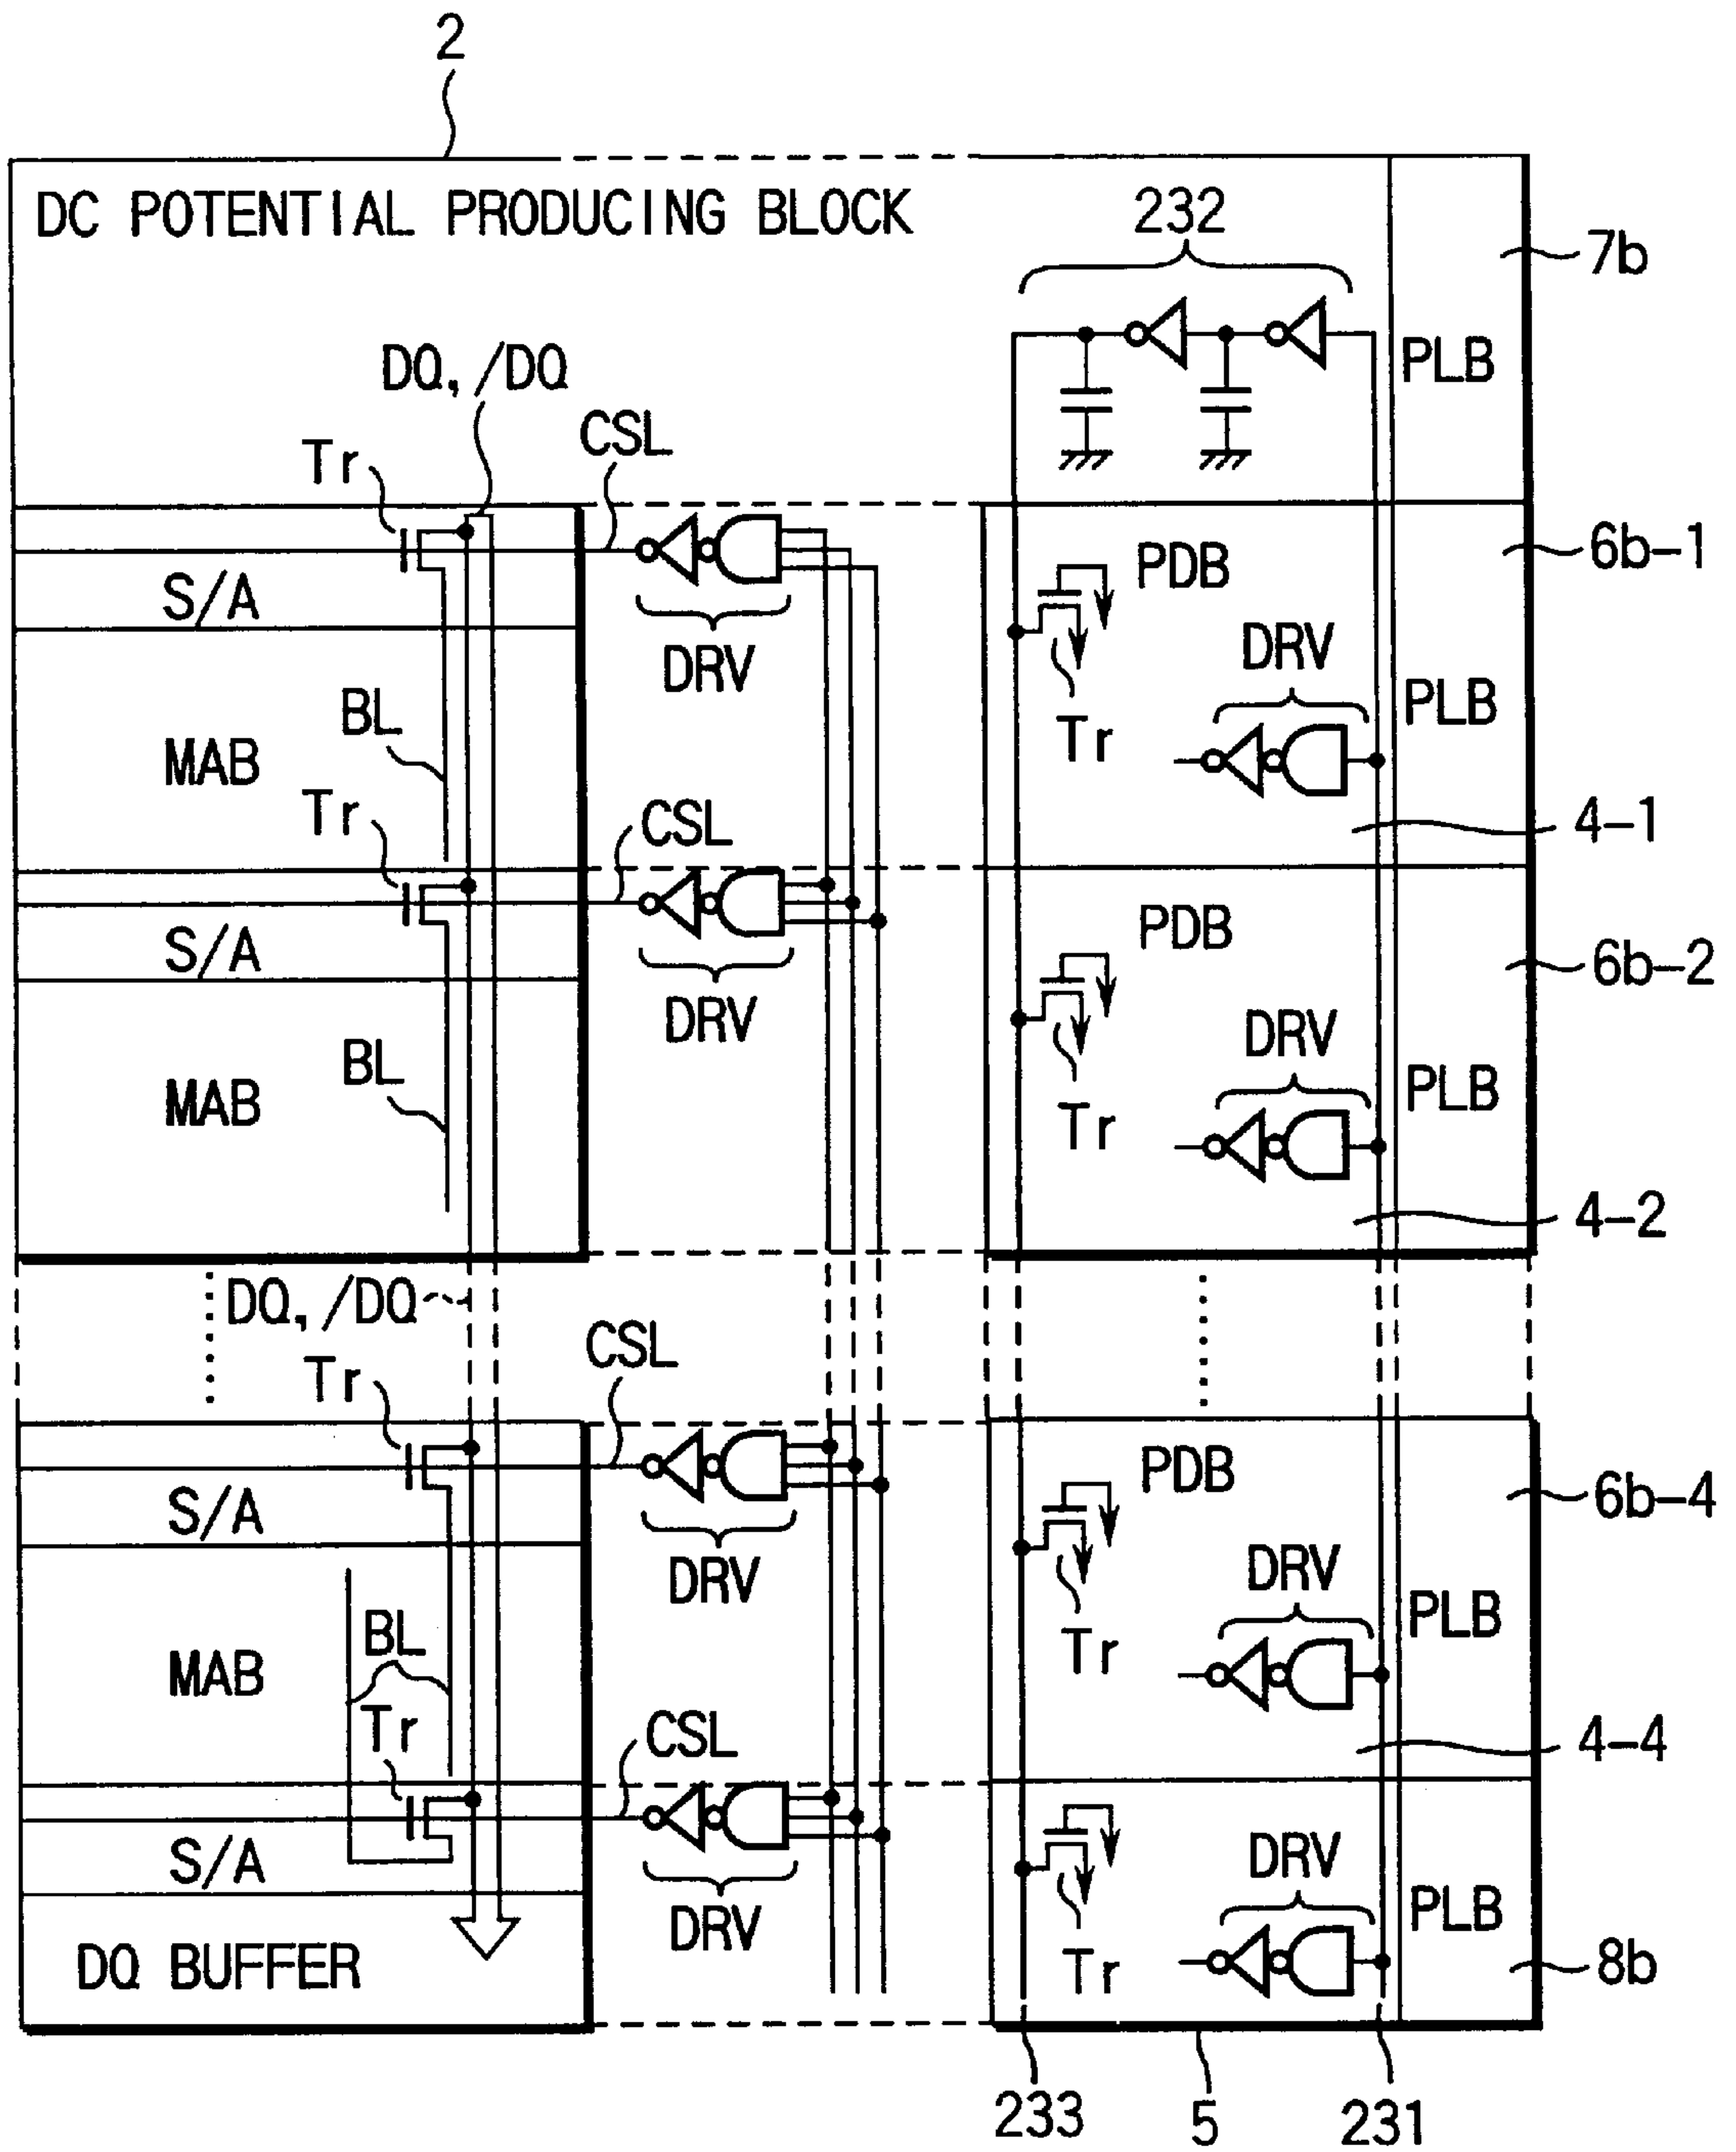 2
DC POTENTIAL PRODUCING BLOCK
232
7b
PLB
DQ, /DQ
CSL
Tr
6b-1
PDB
S/A
DRV
DRV
BL
PLB
Tr
MAB
Tr
CSL
4-1
PDB
S/A
6b-2
DRV
DRV
BL
PLB
MAB
Tr
4-2
DQ, /DQ
CSL
Tr
PDB
6b-4
S/A
DRV
DRV
BL
PLB
Tr
MAB
Tr
CSL
4-4
DRV
S/A
PLB
DRV
DQ BUFFER
Tr
8b
233
5
231